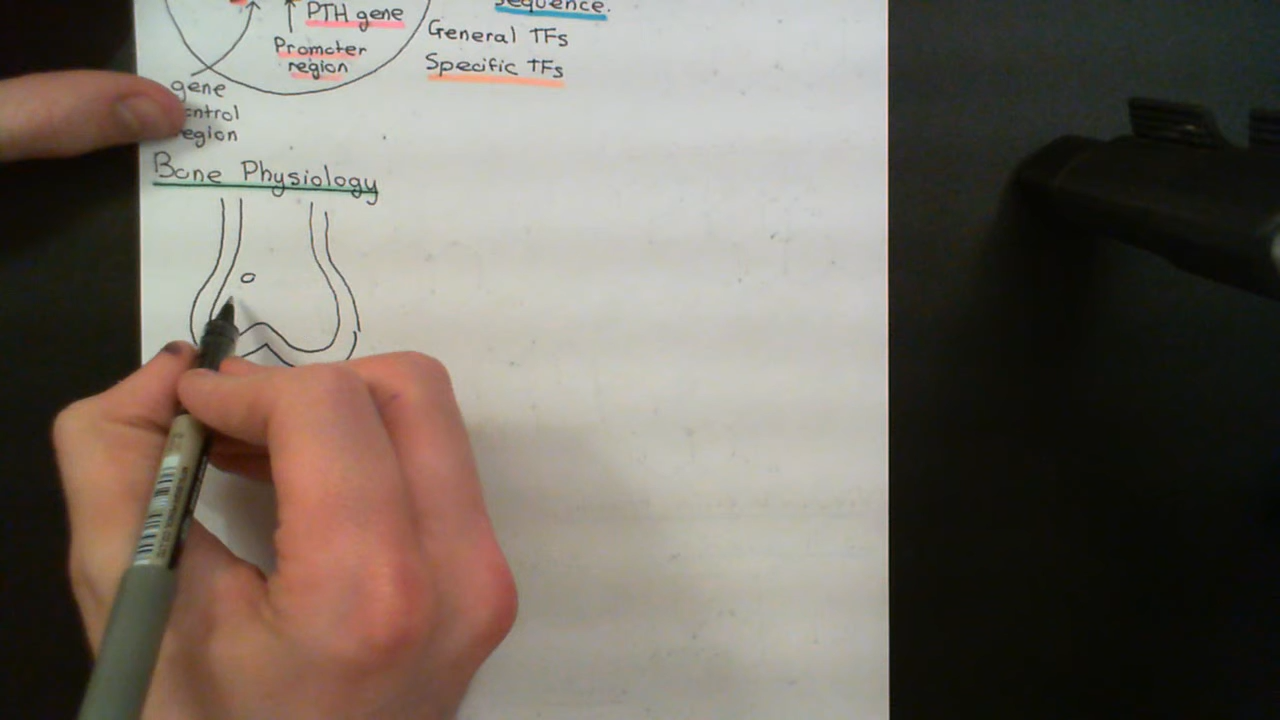 sequence.
PTH gene
General TFs
Promoter
region
Specific TFs
gene
ntrol
egion
Bone Physiology